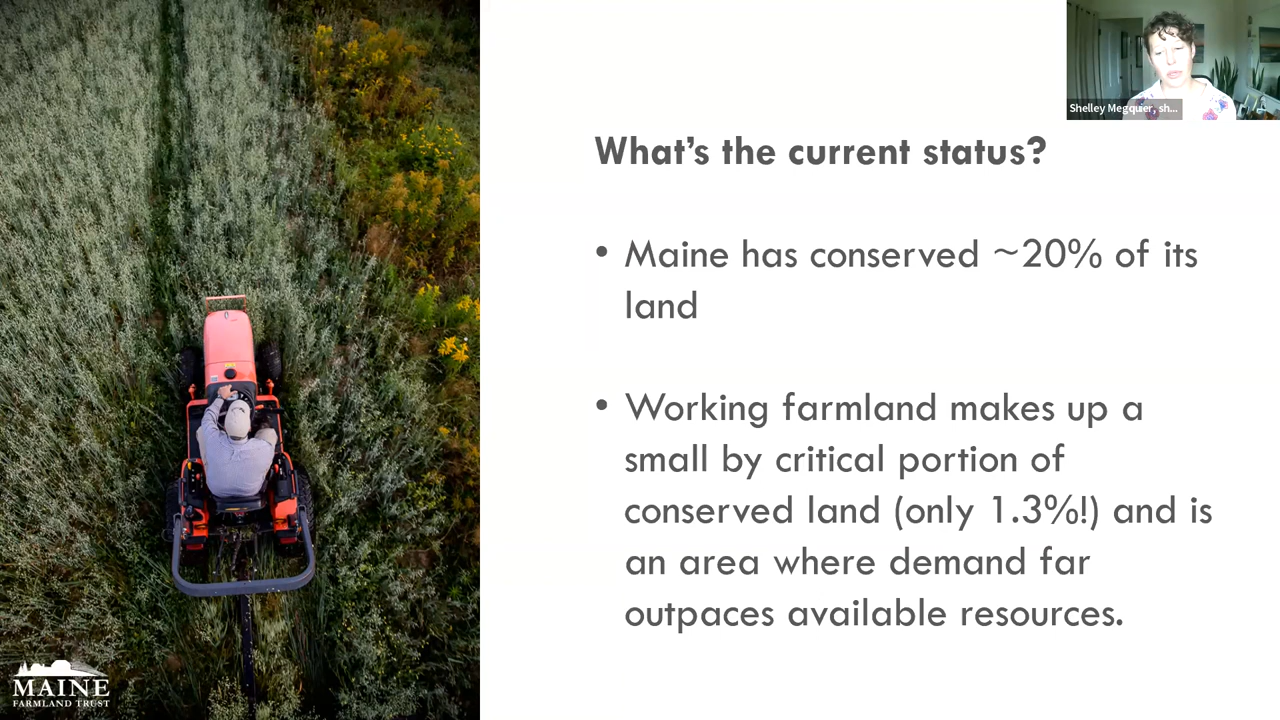 Shelley Megquier, sh...
What's the current status?
• Maine has conserved ~20% of its
land
• Working farmland makes up a
small by critical portion of
conserved land (only 1.3%!) and is
an area where demand far
outpaces available resources.
MAINE
FARMLAND TRUST